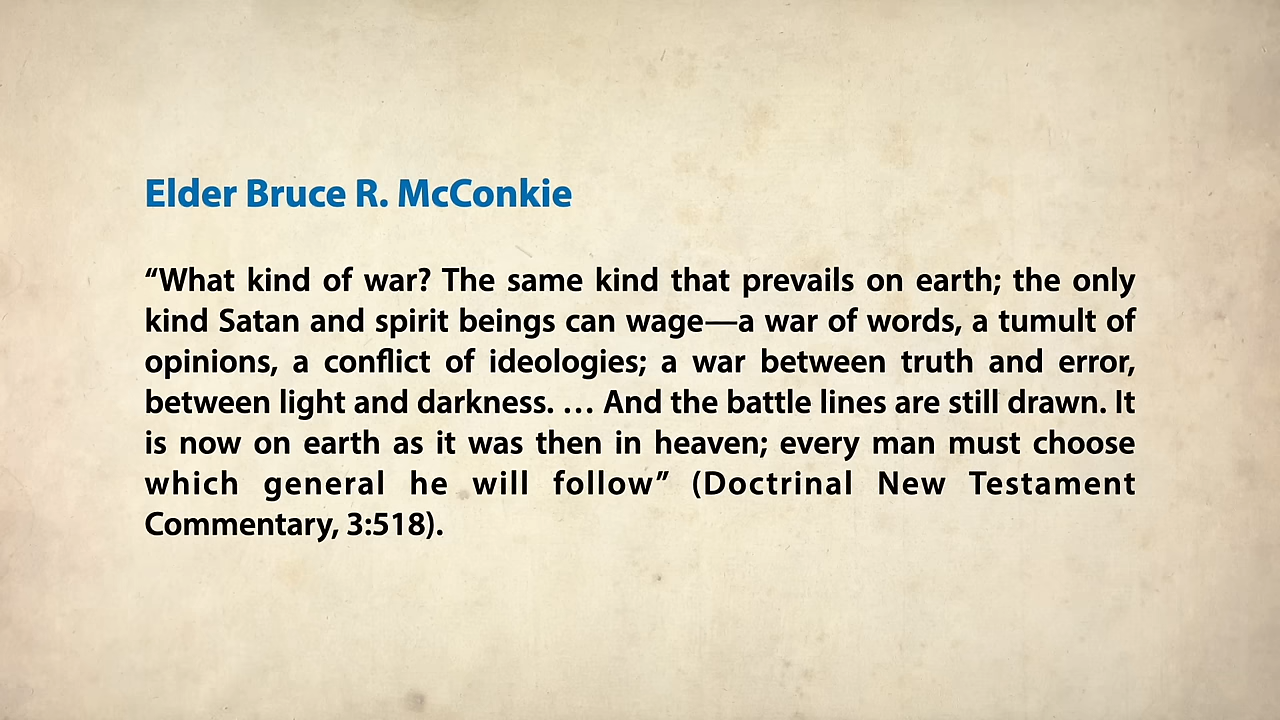 Elder Bruce R. McConkie
“What kind of war? The same kind that prevails on earth; the only
kind Satan and spirit beings can wage—a war of words, a tumult of
opinions, a conflict of ideologies; a war between truth and error,
between light and darkness. … And the battle lines are still drawn. It
is now on earth as it was then in heaven; every man must choose
which general he will follow” (Doctrinal New Testament
Commentary, 3:518).